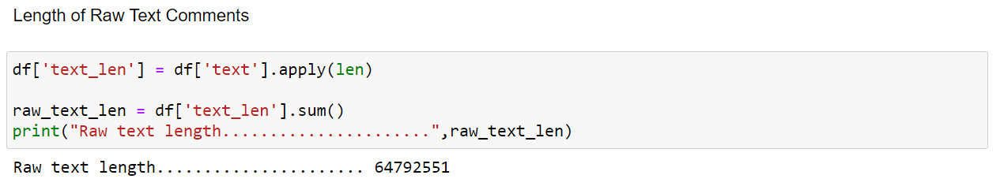 Length of Raw Text Comments
df['text_len'] = df['text'].apply(len)
raw_text_len = df['text_len'].sum()
print("Raw text length......................",raw_text_len)
Raw text length...................... 64792551